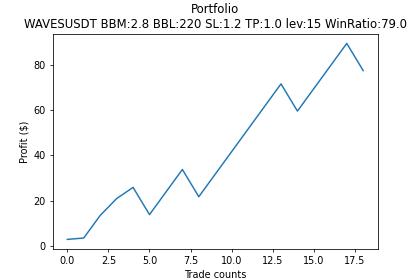 Portfolio
WAVESUSDT BBM:2.8 BBL:220 SL:1.2 TP:1.0 lev:15 WinRatio:79.0
Profit ($)
80
60
40
20
0
0.0 2.5 5.0 7.5 10.0 12.5 15.0 17.5
Trade counts